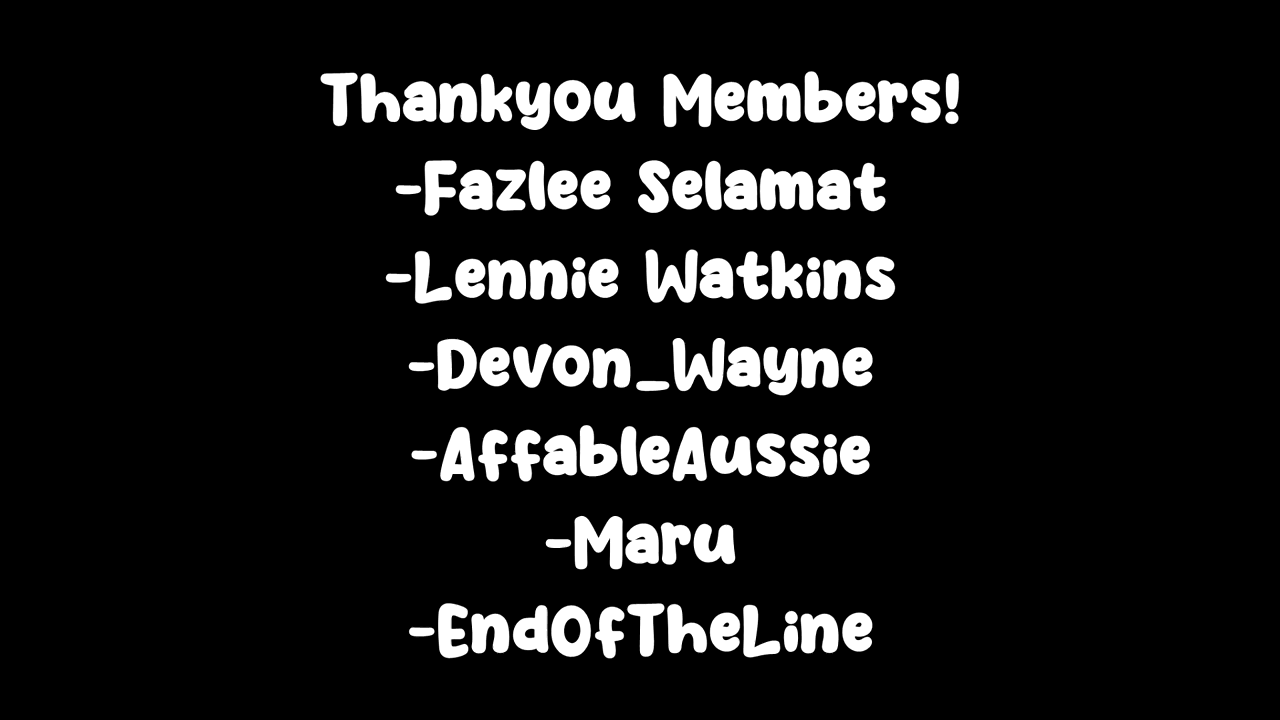 Thankyou Members!
-Fazlee Selamat
-Lennie Watkins
-Devon_Wayne
-AffableAussie
-Maru
-EndOfTheLine